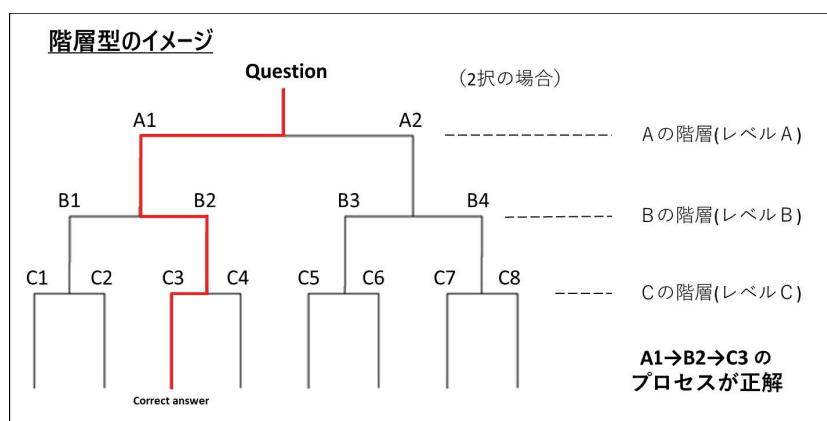 階層型のイメージ
Question
（2択の場合）
A1
A2
Aの階層(レベルA)
B1
B2
B3
B4
Bの階層(レベルB)
C1
C2
C3
C4
C5
C6
C7
C8
Cの階層(レベルC)
A1→B2→C3 の
プロセスが正解
Correct answer